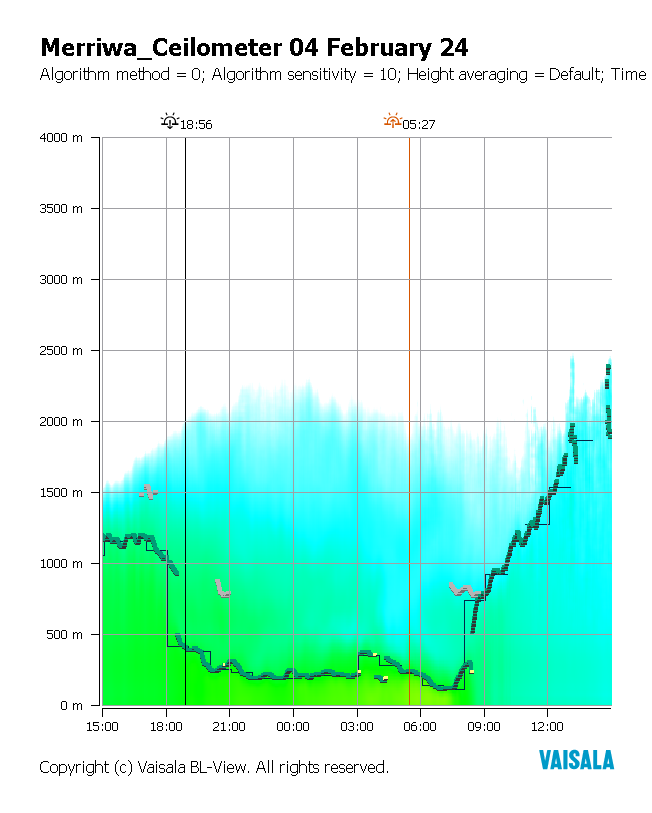 Merriwa_Ceilometer 04 February 24
Algorithm method = 0; Algorithm sensitivity = 10; Height averaging = Default; Time
18:56 05:27
4000 m
3500 m
3000 m
2500 m
2000 m
1500 m
1000 m
500 m
0 m
15:00 18:00 21:00 00:00 03:00 06:00 09:00 12:00
VAISALA
Copyright (c) Vaisala BL-View. All rights reserved.